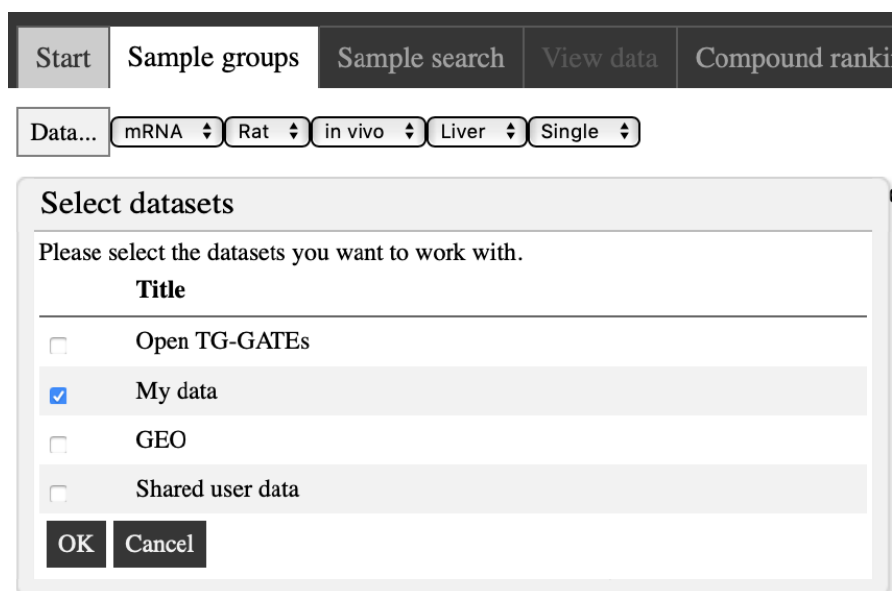 Start Sample groups Sample search View data Compound
Data... mRNA Rat in vivo Liver Single
Select datasets
Please select the datasets you want to work with.
Title
Open TG-GATEs
My data
GEO
Shared user data
OK Cancel